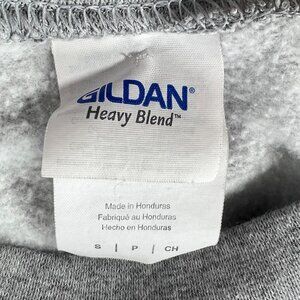 GILDAN®
Heavy Blend™
Made in Honduras
Fabriqué au Honduras
Hecho en Honduras
S | P | CH